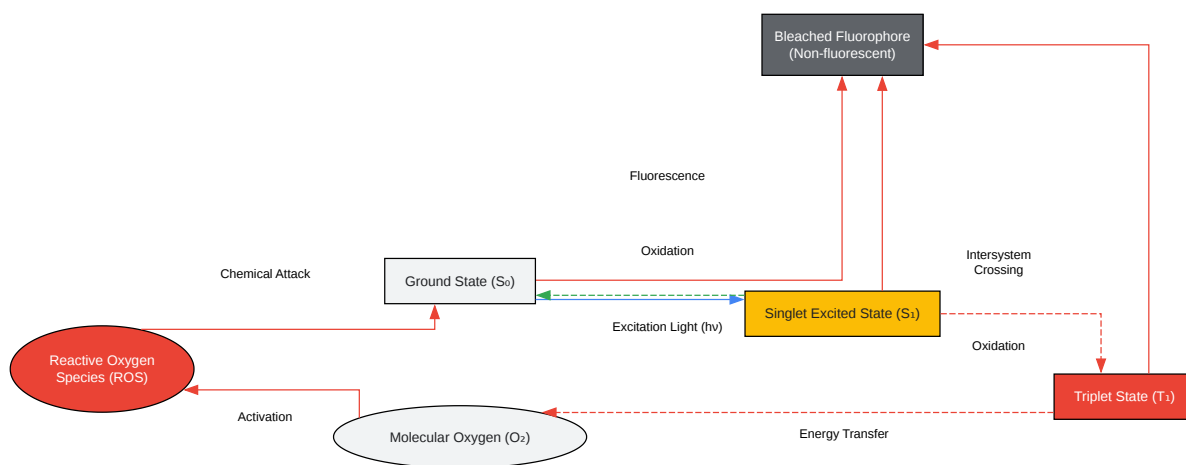 Bleached Fluorophore
(Non-fluorescent)
Fluorescence
Oxidation
Intersystem
Crossing
Chemical Attack
Ground State (S₀)
Singlet Excited State (S₁)
Excitation Light (hν)
Oxidation
Reactive Oxygen
Species (ROS)
Triplet State (T₁)
Activation
Molecular Oxygen (O₂)
Energy Transfer